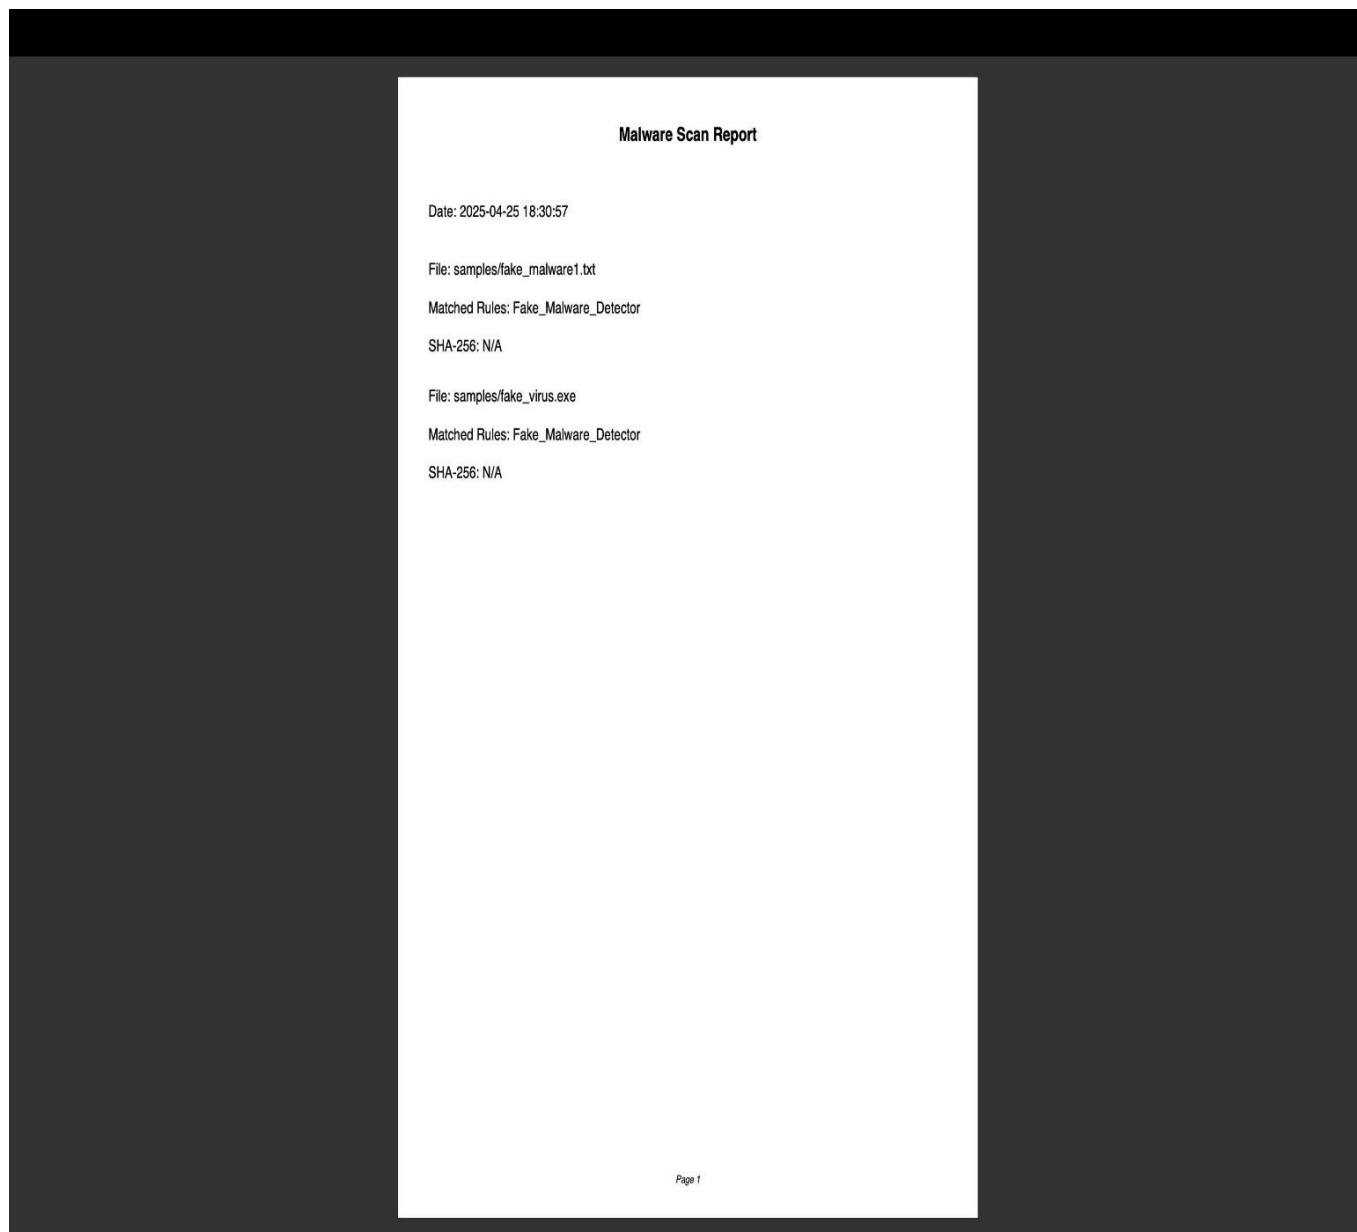 Malware Scan Report
Date: 2025-04-25 18:30:57
File: samples/fake_malware1.txt
Matched Rules: Fake_Malware_Detector
SHA-256: N/A
File: samples/fake_virus.exe
Matched Rules: Fake_Malware_Detector
SHA-256: N/A
Page 1